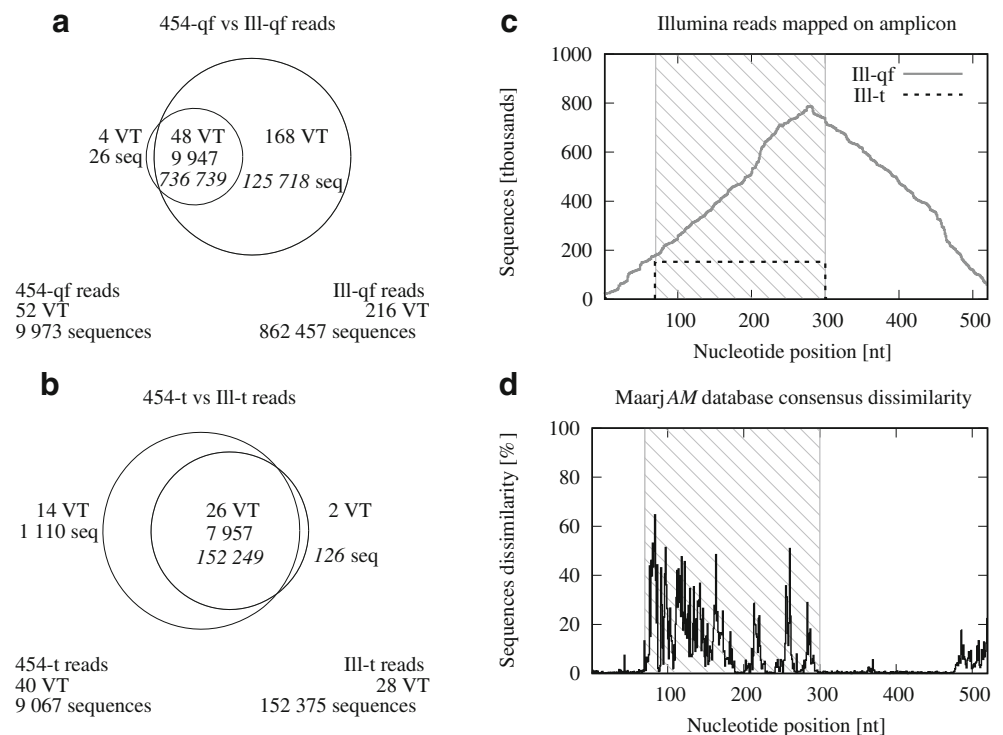 a
454-qf vs Ill-qf reads
4 VT
26 seq
48 VT
9 947
736 739
168 VT
125 718 seq
454-qf reads
52 VT
9 973 sequences
Ill-qf reads
216 VT
862 457 sequences
b
454-t vs Ill-t reads
14 VT
1 110 seq
26 VT
7 957
152 249
2 VT
126 seq
454-t reads
40 VT
9 067 sequences
Ill-t reads
28 VT
152 375 sequences
c
Illumina reads mapped on amplicon
Sequences [thousands]
1000
800
600
400
200
0
Ill-qf
Ill-t
100 200 300 400 500
Nucleotide position [nt]
d
MaarjAM database consensus dissimilarity
Sequences dissimilarity [%]
100
80
60
40
20
0
100 200 300 400 500
Nucleotide position [nt]